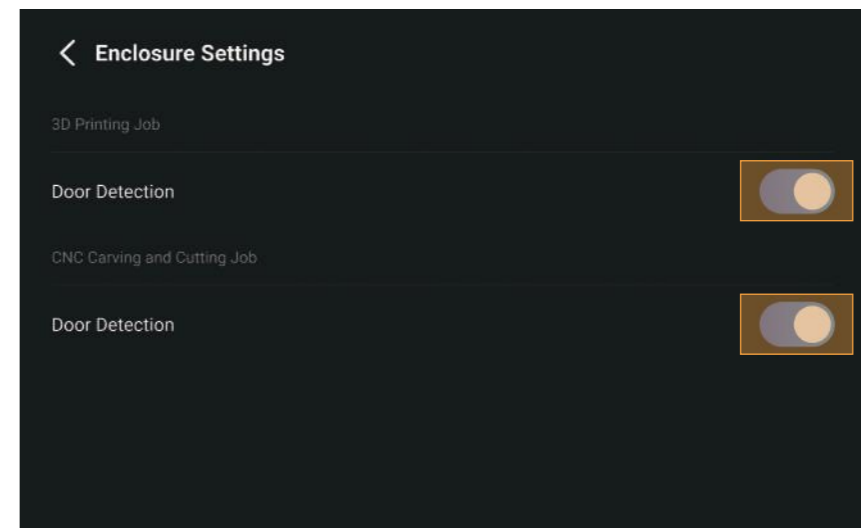 Enclosure Settings
3D Printing Job
Door Detection
CNC Carving and Cutting Job
Door Detection